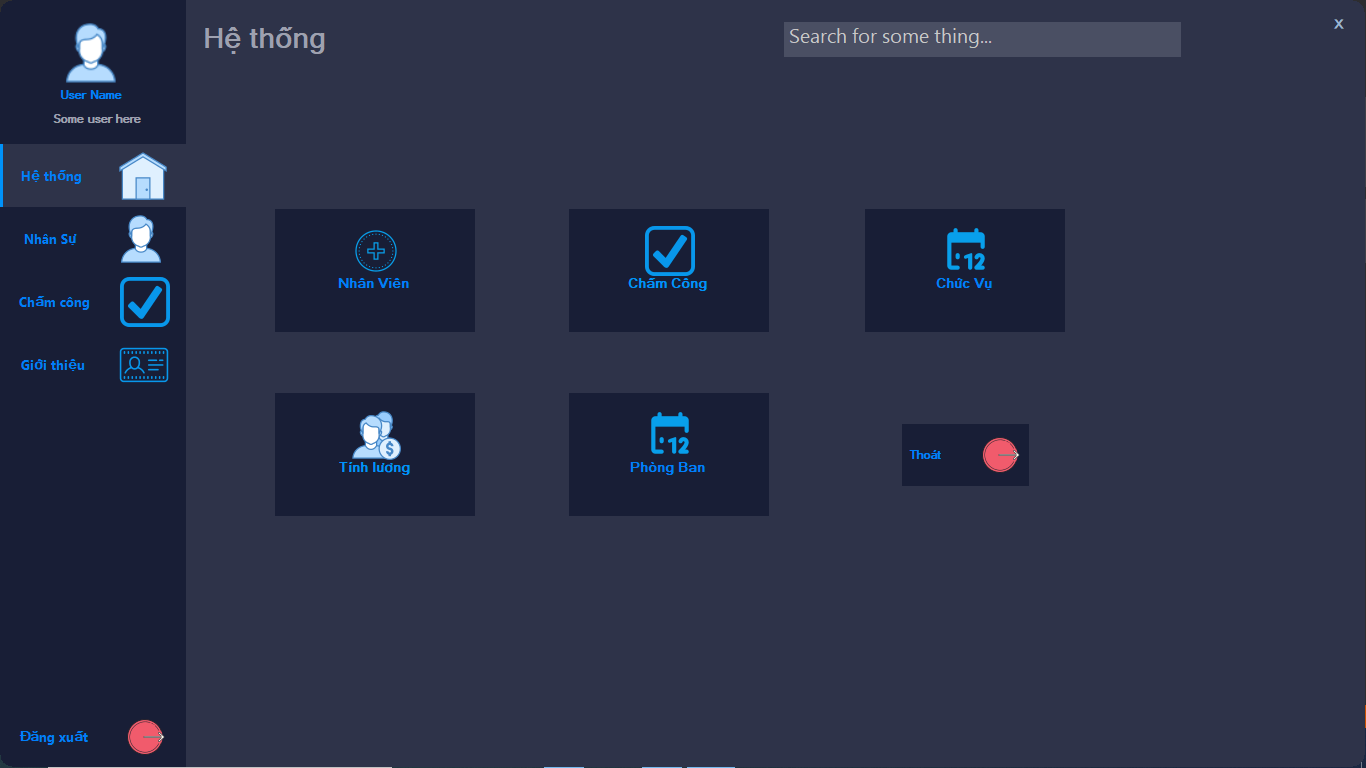 Hệ thống
Search for some thing...
x
User Name
Some user here
Hệ thống
Nhân Sự
Chấm công
Giới thiệu
Nhân Viên
Chấm Công
12
Chức Vụ
$
Tính lương
12
Phòng Ban
Thoát
Đăng xuất